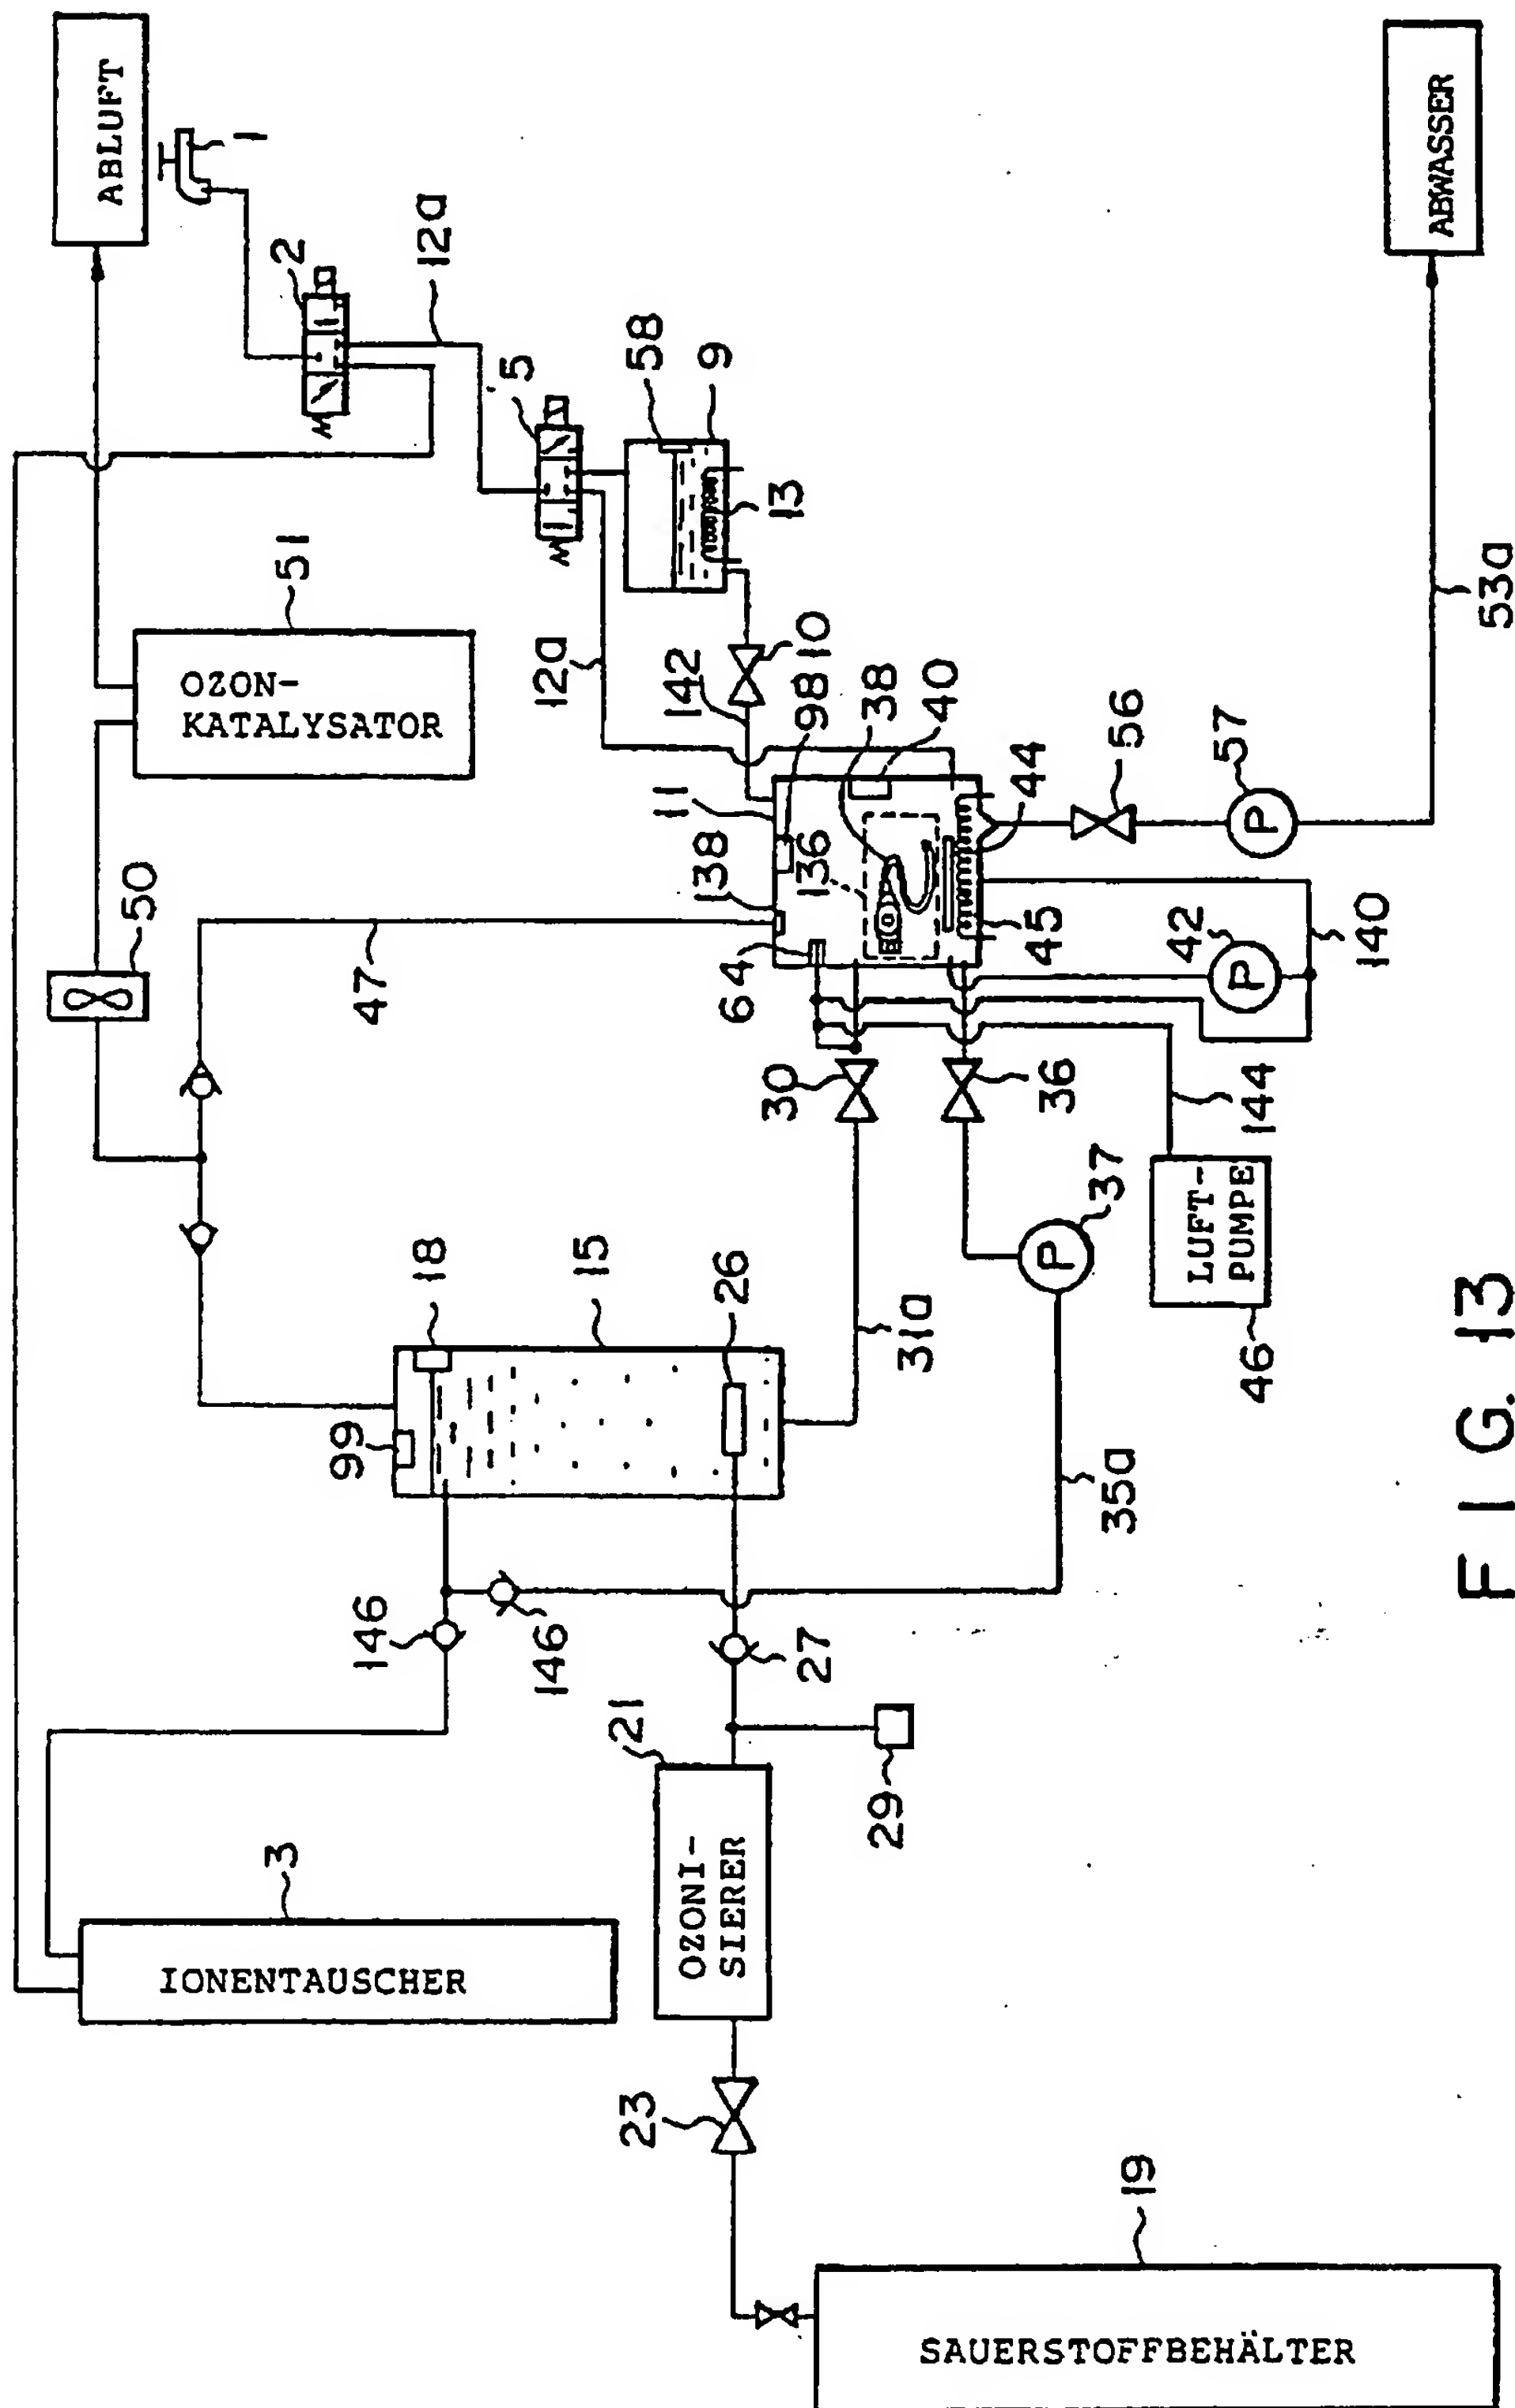 ABLUFT
1
2
12a
5
58
9
13
51
OZON-
KATALYSATOR
12a
142
10
ABWASSER
53a
50
47
11
98
138
136
38
40
64
44
45
56
P
57
42
P
140
30
36
144
LUFT-
PUMPE
46
37
P
18
15
26
99
31a
35a
146
146
27
3
IONENTAUSCHER
21
OZONI-
SIERER
29
23
19
SAUERSTOFFBEHÄLTER
FIG. 13